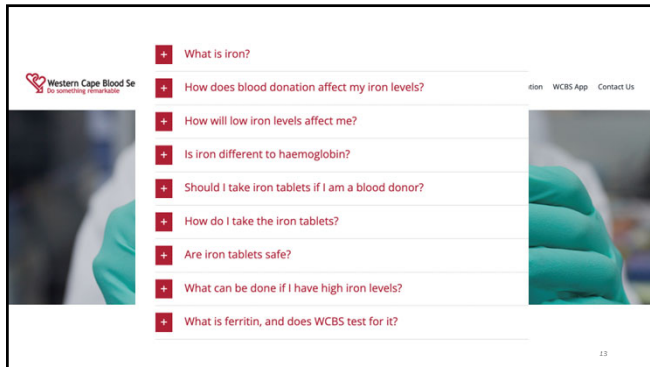 What is iron?
Western Cape Blood Se
Do something remarkable
How does blood donation affect my iron levels?
tion WCBS App Contact Us
How will low iron levels affect me?
Is iron different to haemoglobin?
Should I take iron tablets if I am a blood donor?
How do I take the iron tablets?
Are iron tablets safe?
What can be done if I have high iron levels?
What is ferritin, and does WCBS test for it?
13